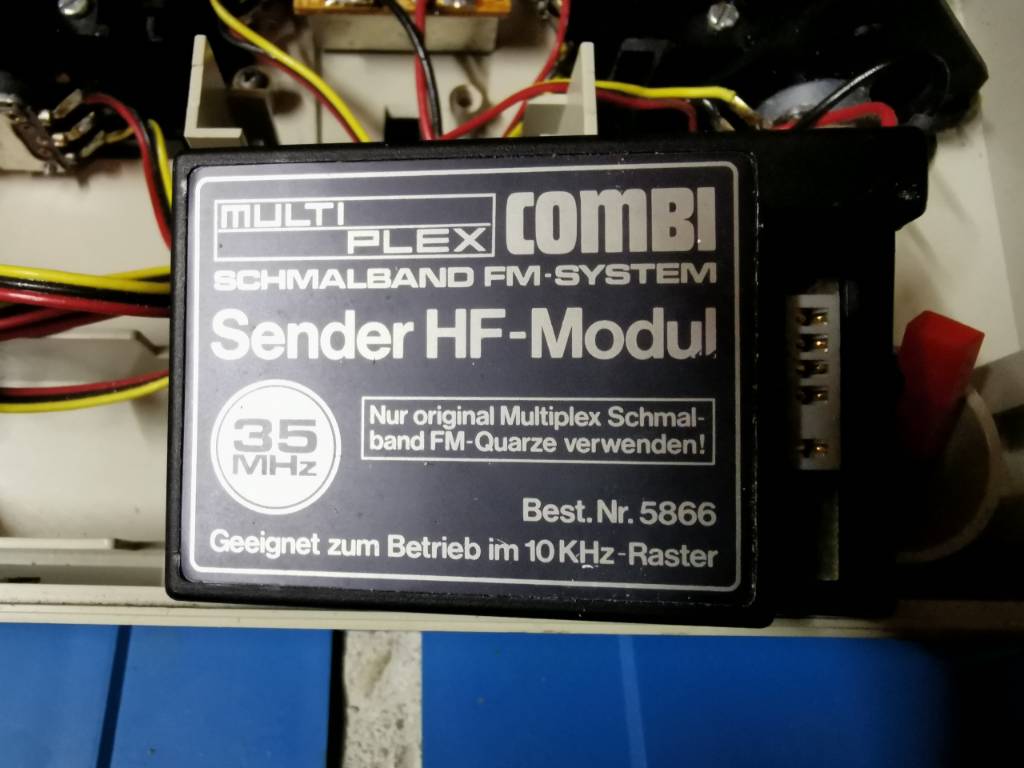 MULTI
PLEX COMBI
SCHMALBAND FM-SYSTEM
Sender HF-Modul
35
MHz
Nur original Multiplex Schmal-
band FM-Quarze verwenden!
Best. Nr. 5866
Geeignet zum Betrieb im 10 KHz-Raster